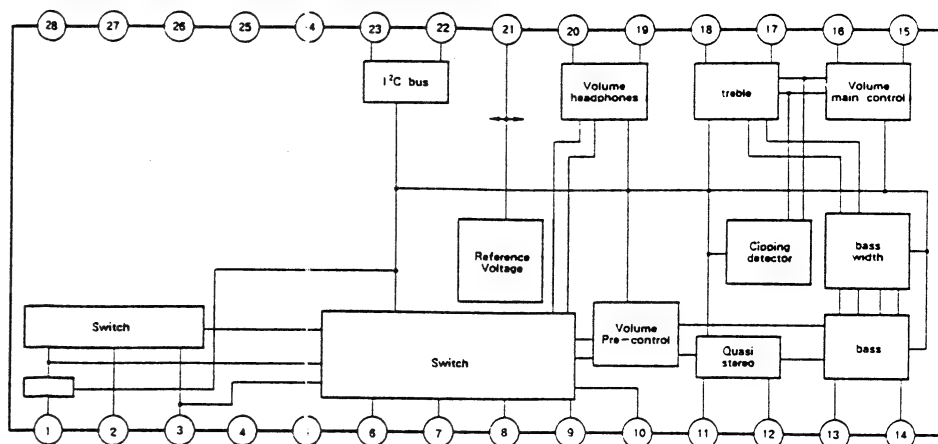 28 27 26 25 4 23 22 21 20 19 18 17 16 15
I²C bus
Volume
headphones
treble
Volume
main control
Reference
Voltage
Cipping
detector
bass
width
Switch
Switch
Volume
Pre-control
Quasi
stereo
bass
1 2 3 4 6 7 8 9 10 11 12 13 14